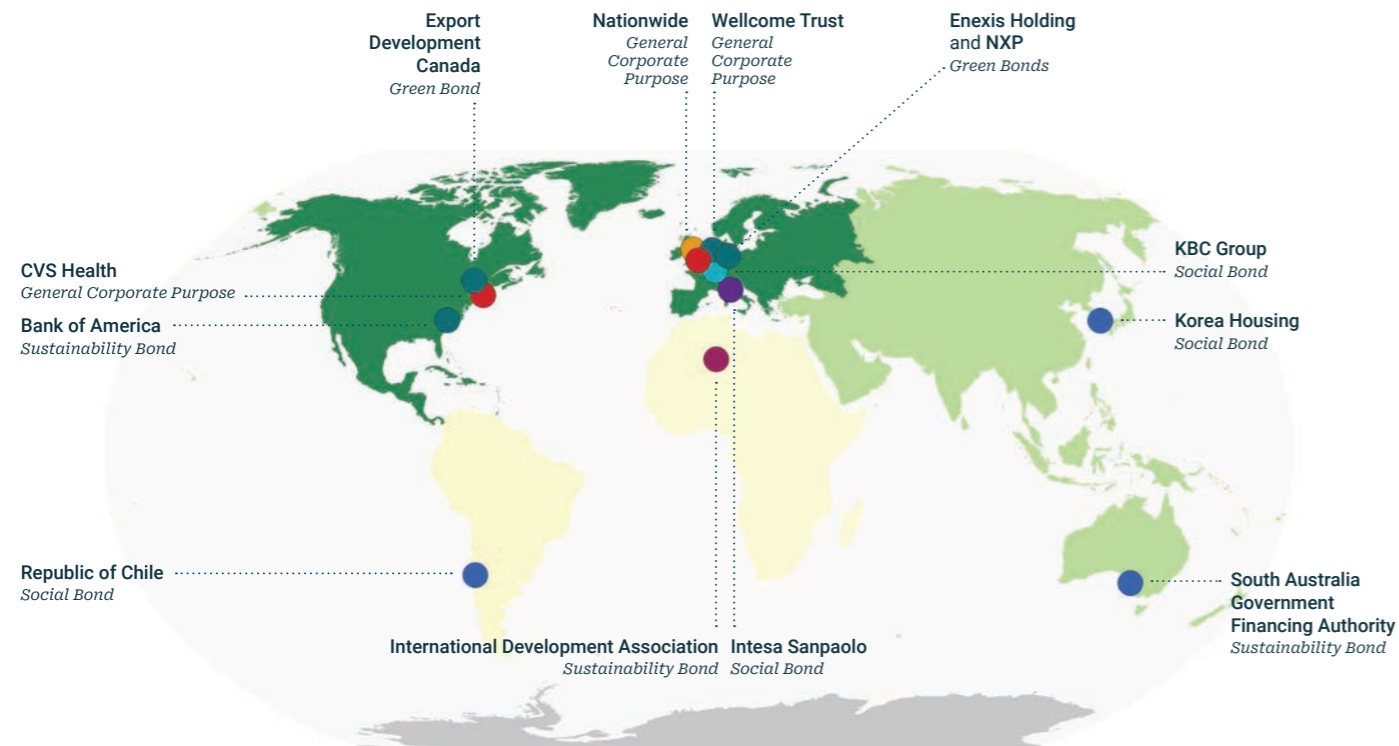 Export
Development
Canada
Green Bond
Nationwide
General
Corporate
Purpose
Wellcome Trust
General
Corporate
Purpose
Enexis Holding
and NXP
Green Bonds
CVS Health
General Corporate Purpose
Bank of America
Sustainability Bond
KBC Group
Social Bond
Korea Housing
Social Bond
Republic of Chile
Social Bond
South Australia
Government
Financing Authority
Sustainability Bond
International Development Association
Sustainability Bond
Intesa Sanpaolo
Social Bond